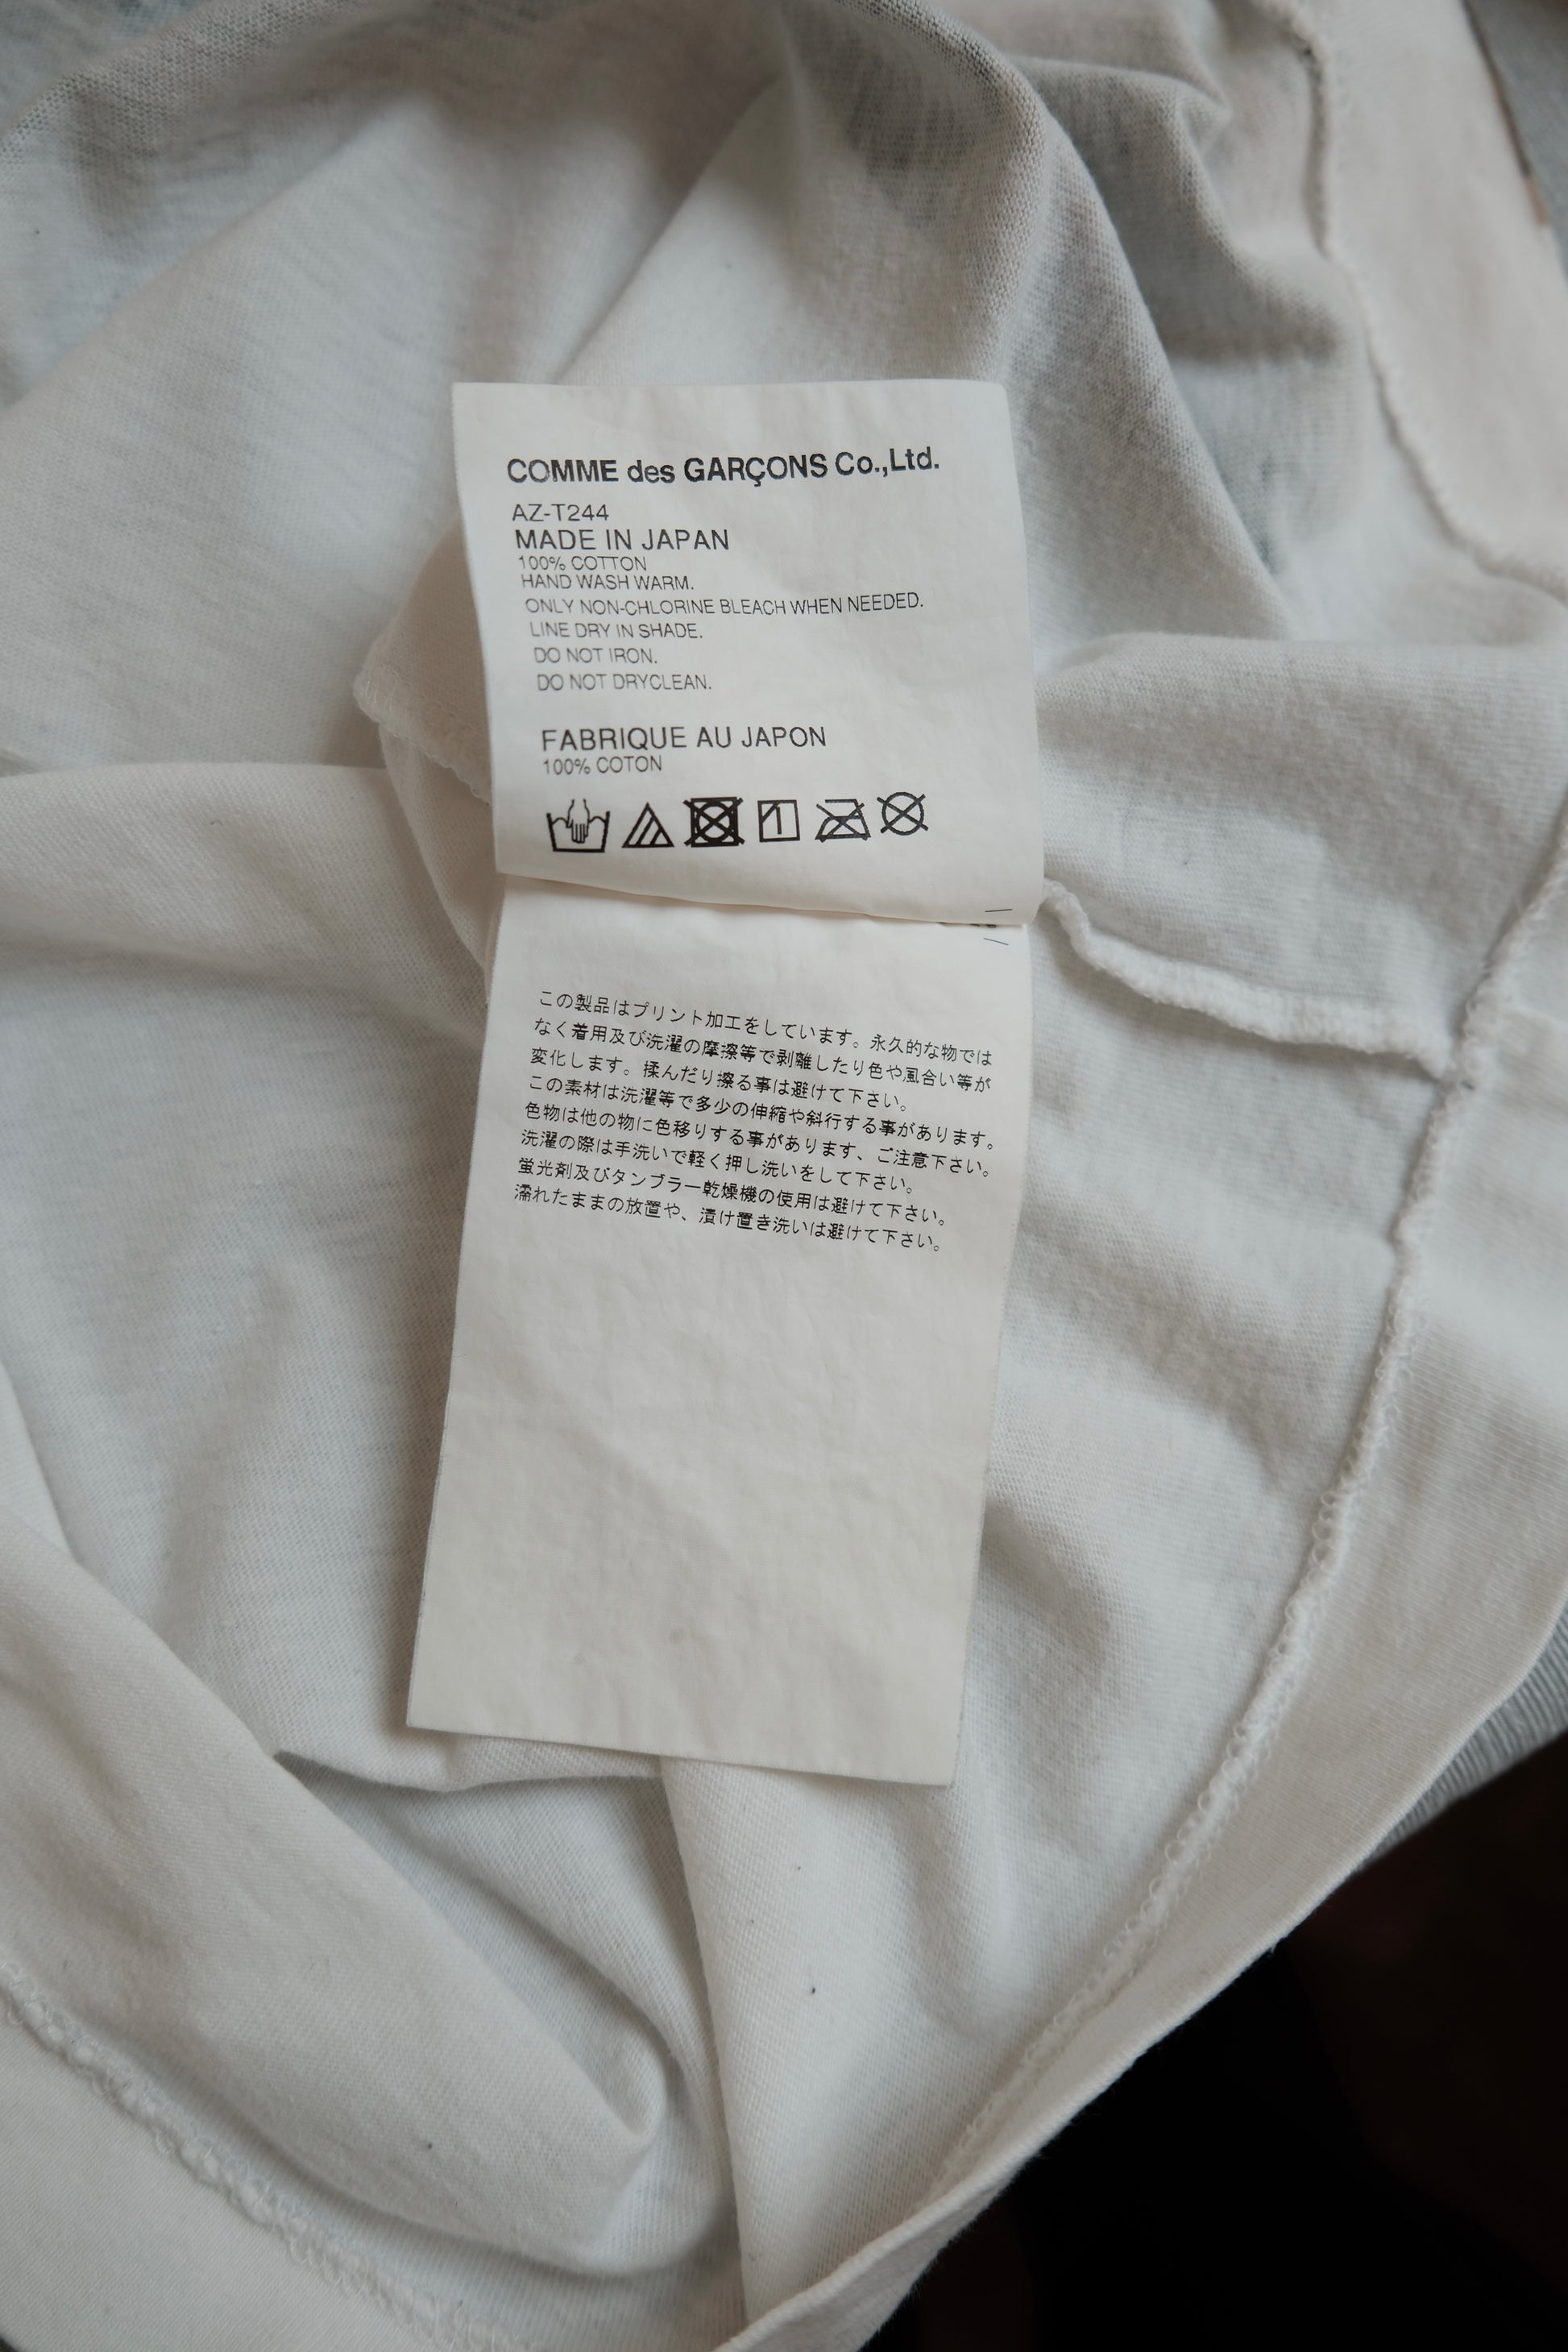 COMME des GARÇONS Co.,Ltd.
AZ-T244
MADE IN JAPAN
100% COTTON
HAND WASH WARM.
ONLY NON-CHLORINE BLEACH WHEN NEEDED.
LINE DRY IN SHADE.
DO NOT IRON.
DO NOT DRYCLEAN.
FABRIQUE AU JAPON
100% COTON
この製品はプリント加工をしています。永久的な物では
なく着用及び洗濯の摩擦等で剥離したり色や風合い等が
変化します。揉んだり擦る事は避けて下さい。
この素材は洗濯等で多少の伸縮や斜行する事があります。
色物は他の物に色移りする事があります、ご注意下さい。
洗濯の際は手洗いで軽く押し洗いをして下さい。
蛍光剤及びタンブラー乾燥機の使用は避けて下さい。
濡れたままの放置や、漬け置き洗いは避けて下さい。